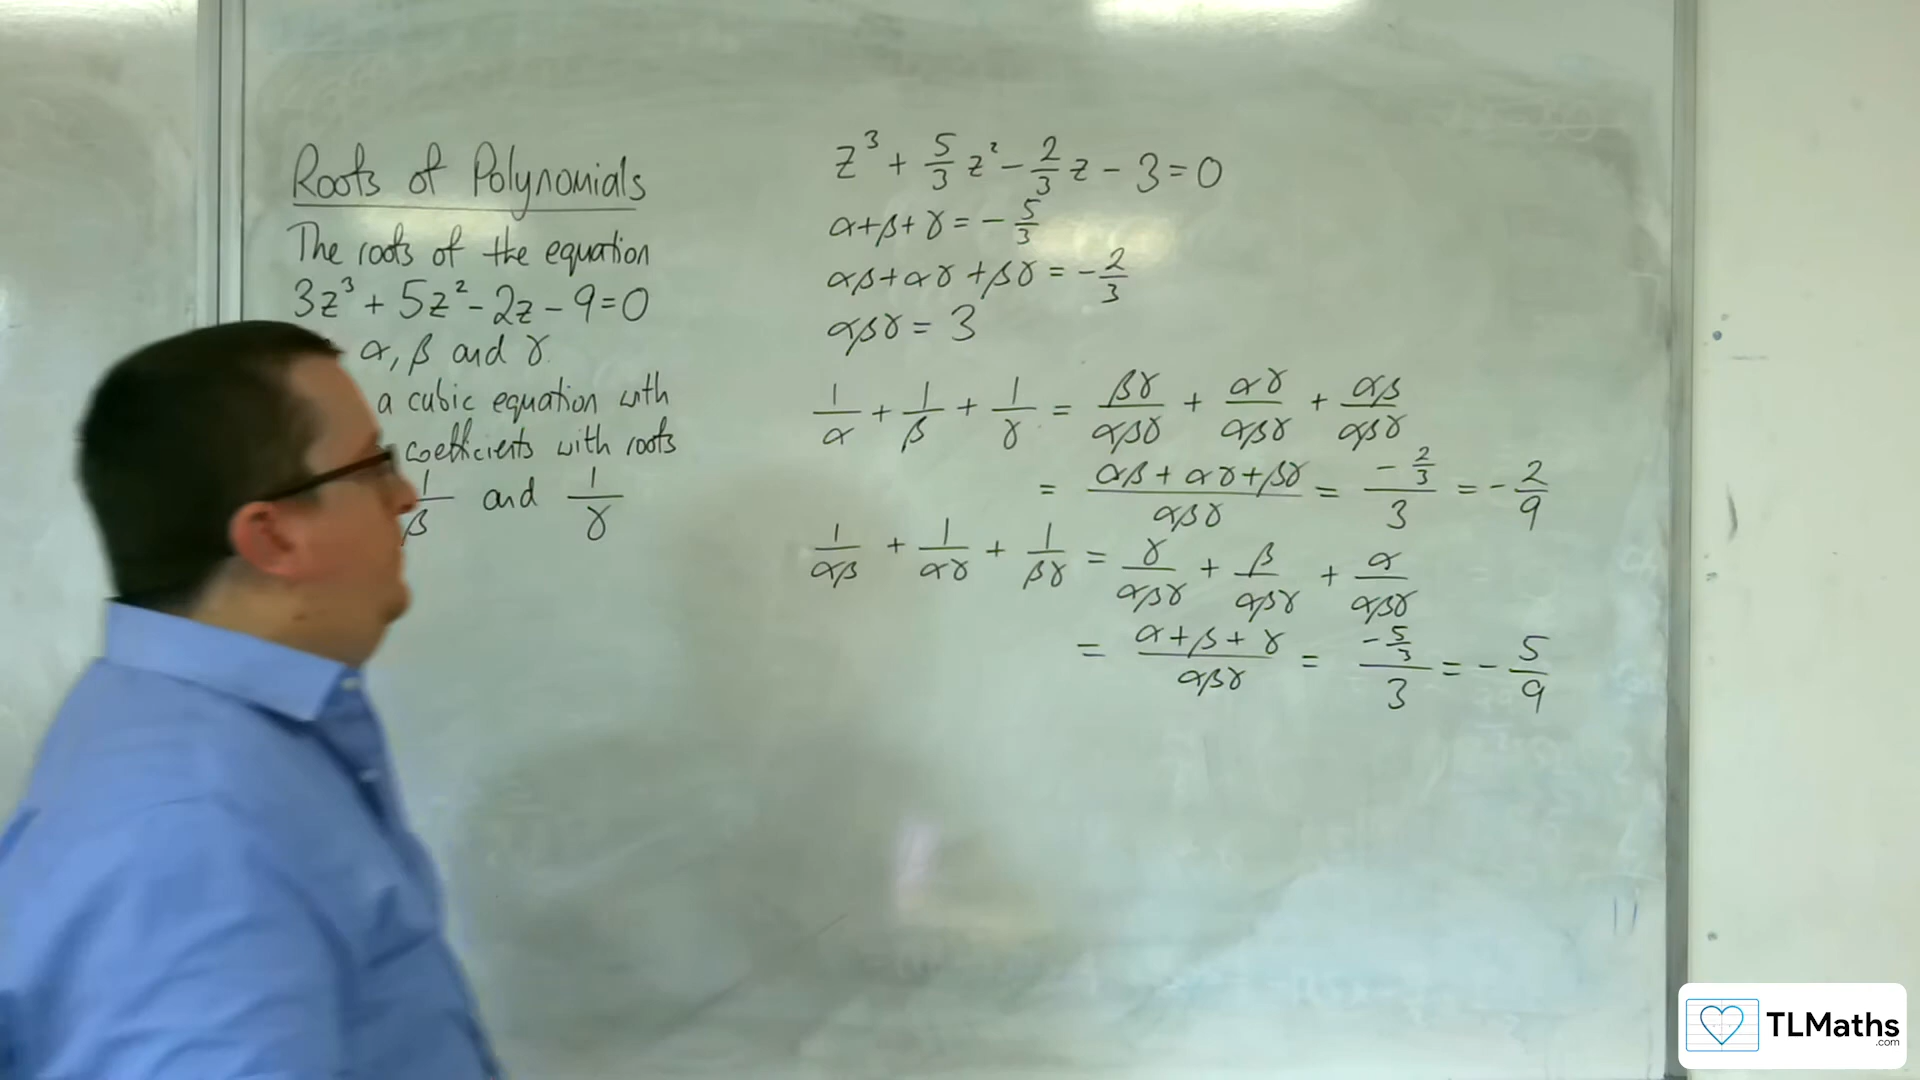 Roots of Polynomials
The roots of the equation
3z³ + 5z² - 2z - 9 = 0
α, β and γ.
a cubic equation with
coefficients with roots
1/β and 1/γ
z³ + 5/3 z² - 2/3 z - 3 = 0
α + β + γ = - 5/3
αβ + αγ + βγ = - 2/3
αβγ = 3
1/α + 1/β + 1/γ = βγ/αβγ + αγ/αβγ + αβ/αβγ
= (αβ + αγ + βγ)/αβγ = (- 2/3)/3 = - 2/9
1/αβ + 1/αγ + 1/βγ = γ/αβγ + β/αβγ + α/αβγ
= (α + β + γ)/αβγ = (- 5/3)/3 = - 5/9
TLMaths
.com